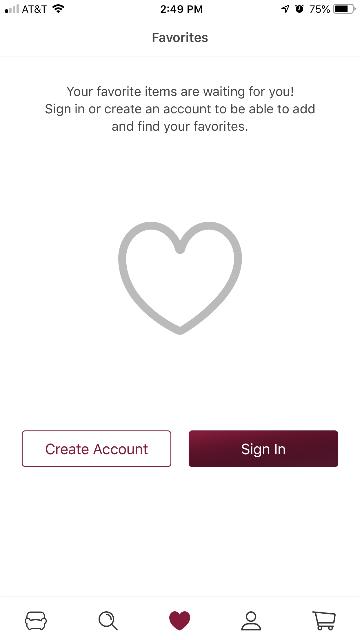 AT&T 2:49 PM 75%
Favorites
Your favorite items are waiting for you!
Sign in or create an account to be able to add
and find your favorites.
Create Account Sign In